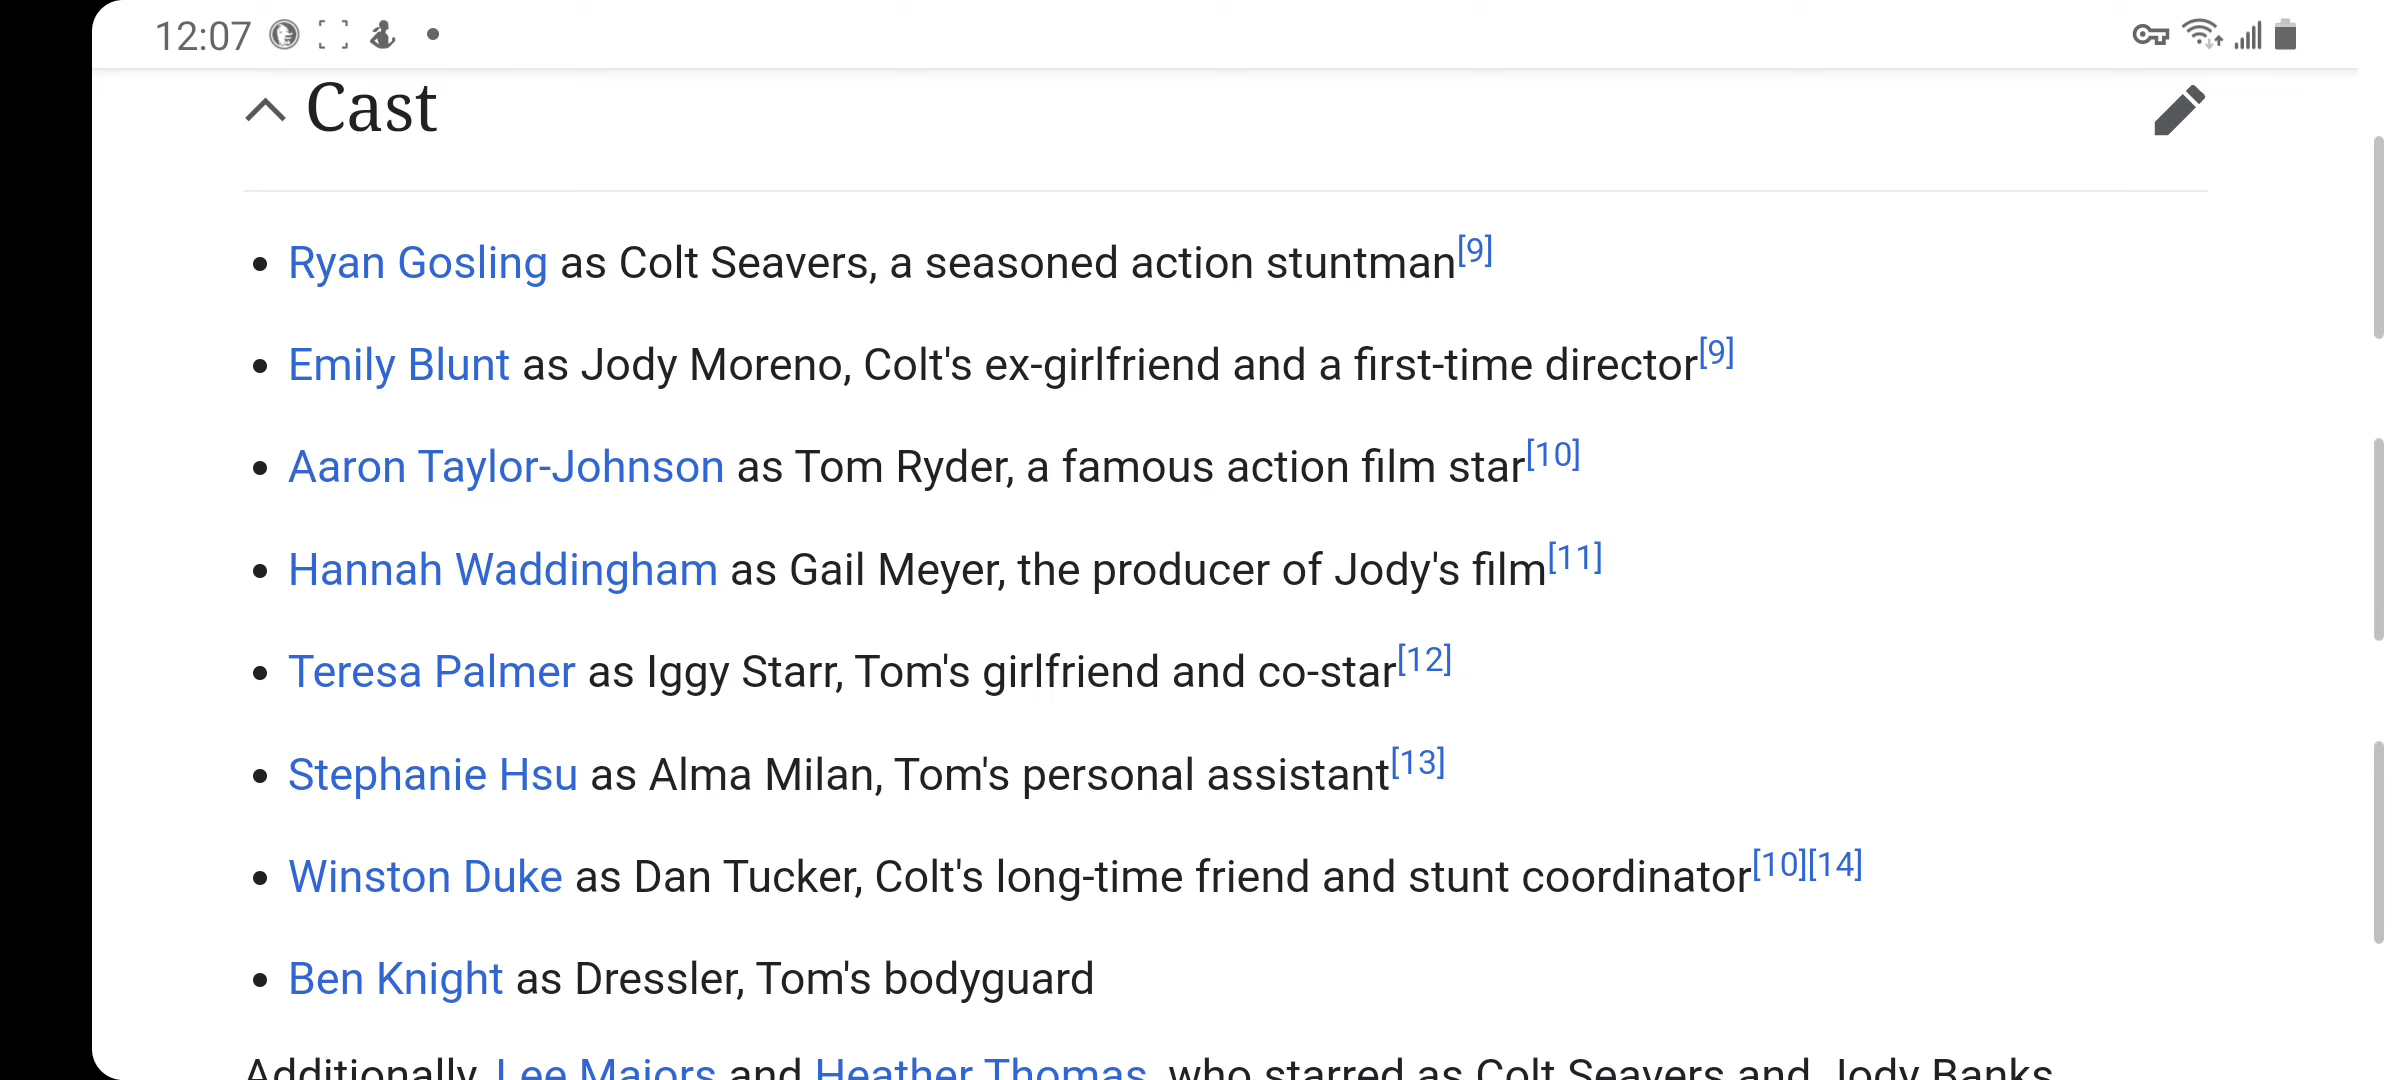 12:07
Cast
Ryan Gosling as Colt Seavers, a seasoned action stuntman[9]
Emily Blunt as Jody Moreno, Colt's ex-girlfriend and a first-time director[9]
Aaron Taylor-Johnson as Tom Ryder, a famous action film star[10]
Hannah Waddingham as Gail Meyer, the producer of Jody's film[11]
Teresa Palmer as Iggy Starr, Tom's girlfriend and co-star[12]
Stephanie Hsu as Alma Milan, Tom's personal assistant[13]
Winston Duke as Dan Tucker, Colt's long-time friend and stunt coordinator[10][14]
Ben Knight as Dressler, Tom's bodyguard
Additionally, Lee Majors and Heather Thomas, who starred as Colt Seavers and Jody Banks